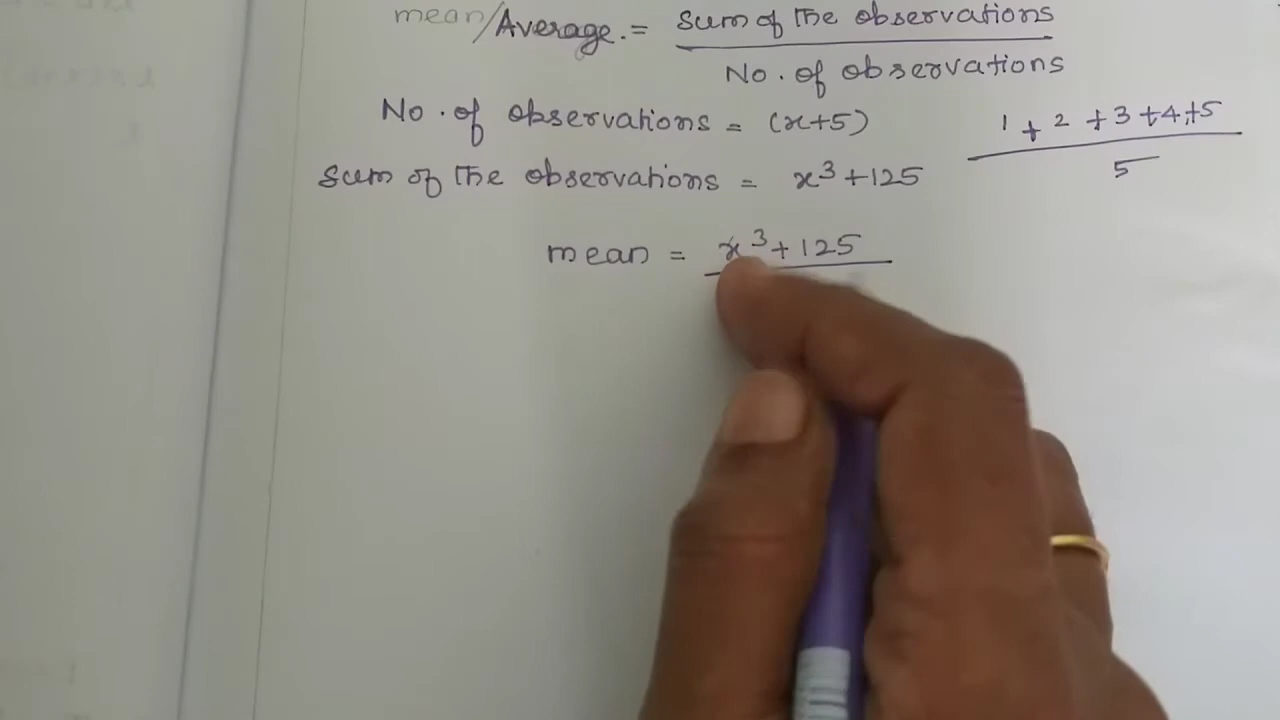 mean/Average. = sum of the observations
No. of observations
No. of observations = (x+5)
1 + 2 + 3 + 4 + 5
5
sum of the observations = x³ + 125
mean = x³ + 125